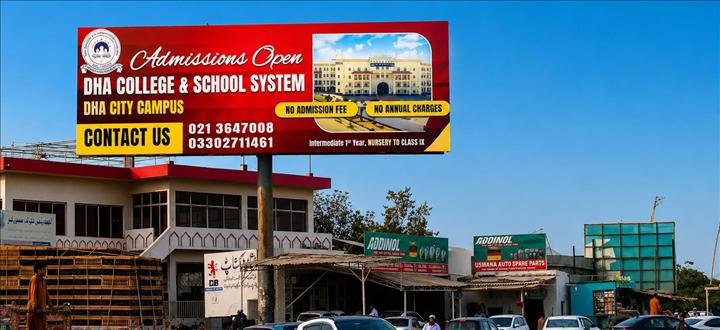 Admissions Open
DHA COLLEGE & SCHOOL SYSTEM
DHA CITY CAMPUS
NO ADMISSION FEE
NO ANNUAL CHARGES
CONTACT US
021 3647008
03302711461
Intermediate 1st Year, NURSERY TO CLASS IX
ADDINOL
ADDINOL
USMANA AUTO SPARE PARTS